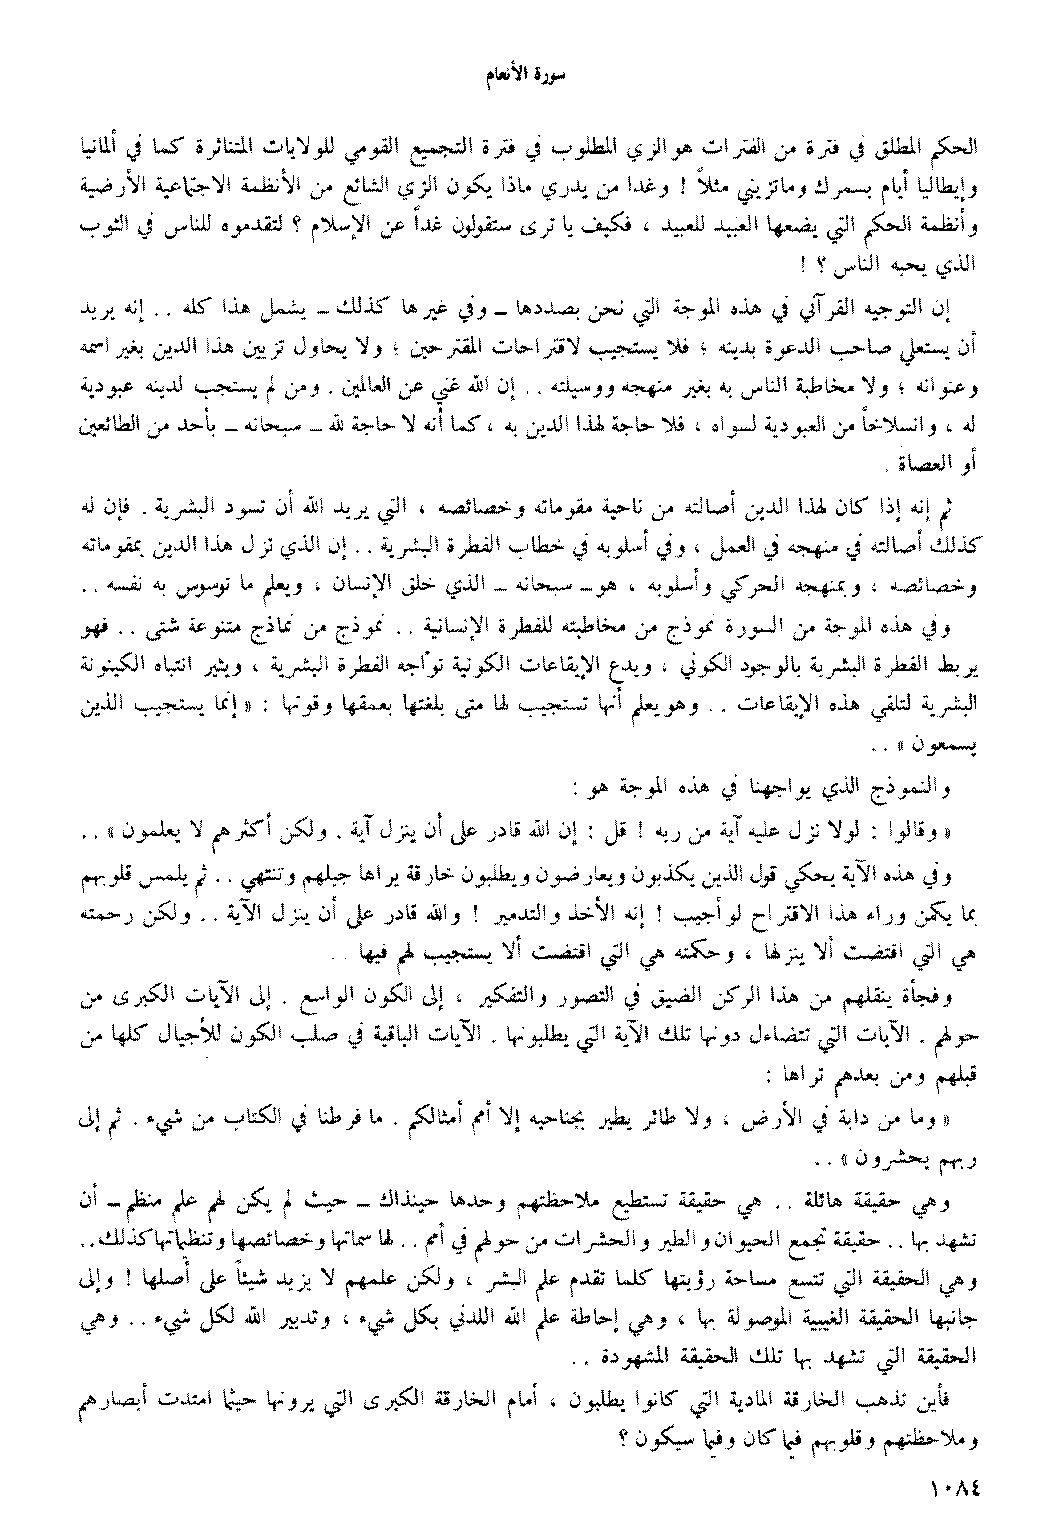 سورة الأنعام
الحكم المطلق في فترة من الفترات هو الزي المطلوب في فترة التجميع القومي للولايات المتناثرة كما في ألمانيا
وإيطاليا أيام بسمرك وماتزيني مثلاً ! وغدا من يدري ماذا يكون الزي الشائع من الأنظمة الاجتماعية الأرضية
وأنظمة الحكم التي يضعها العبيد للعبيد ، فكيف يا ترى ستقولون غداً عن الإسلام ؟ لتقدموه للناس في الثوب
الذي يحبه الناس ؟ !
إن التوجيه القرآني في هذه الموجة التي نحن بصددها – وفي غيرها كذلك – يشمل هذا كله .. إنه يريد
أن يستعلي صاحب الدعوة بدينه ؛ فلا يستجيب لاقتراحات المقترحين ؛ ولا يحاول تزيين هذا الدين بغير اسمه
وعنوانه ؛ ولا مخاطبة الناس به بغير منهجه ووسيلته .. إن الله غني عن العالمين . ومن لم يستجب لدينه عبودية
له ، وانسلاخاً من العبودية لسواه ، فلا حاجة لهذا الدين به ، كما أنه لا حاجة لله – سبحانه – بأحد من الطائعين
أو العصاة .
ثم إنه إذا كان لهذا الدين أصالته من ناحية مقوماته وخصائصه ، التي يريد الله أن تسود البشرية . فإن له
كذلك أصالته في منهجه في العمل ، وفي أسلوبه في خطاب الفطرة البشرية .. إن الذي نزل هذا الدين بمقوماته
وخصائصه ، وبمنهجه الحركي وأسلوبه ، هو – سبحانه – الذي خلق الإنسان ، ويعلم ما توسوس به نفسه ..
وفي هذه الموجة من السورة نموذج من مخاطبته للفطرة الإنسانية .. نموذج من نماذج متنوعة شتى .. فهو
يربط الفطرة البشرية بالوجود الكوني ، ويدع الإيقاعات الكونية تواجه الفطرة البشرية ، ويثير انتباه الكينونة
البشرية لتلقي هذه الإيقاعات .. وهو يعلم أنها تستجيب لها متى بلغتها بعمقها وقوتها : « إنما يستجيب الذين
يسمعون » ..
والنموذج الذي يواجهنا في هذه الموجة هو :
« وقالوا : لولا نزل عليه آية من ربه ! قل : إن الله قادر على أن ينزل آية . ولكن أكثرهم لا يعلمون » ..
وفي هذه الآية يحكي قول الذين يكذبون ويعارضون ويطلبون خارقة يراها جيلهم وتنتهي .. ثم يلمس قلوبهم
بما يكمن وراء هذا الاقتراح لو أجيب ! إنه الأخذ والتدمير ! والله قادر على أن ينزل الآية .. ولكن رحمته
هي التي اقتضت ألا ينزلها ، وحكمته هي التي اقتضت ألا يستجيب لهم فيها ..
وفجأة ينقلهم من هذا الركن الضيق في التصور والتفكير ، إلى الكون الواسع . إلى الآيات الكبرى من
حولهم . الآيات التي تتضاءل دونها تلك الآية التي يطلبونها . الآيات الباقية في صلب الكون للأجيال كلها من
قبلهم ومن بعدهم تراها :
« وما من دابة في الأرض ، ولا طائر يطير بجناحيه إلا أمم أمثالكم . ما فرطنا في الكتاب من شيء . ثم إلى
ربهم يحشرون » ..
وهي حقيقة هائلة .. هي حقيقة تستطيع ملاحظتهم وحدها حينذاك – حيث لم يكن لهم علم منظم – أن
تشهد بها .. حقيقة تجمع الحيوان والطير والحشرات من حولهم في أمم .. لها سماتها وخصائصها وتنظيماتها كذلك ..
وهي الحقيقة التي تتسع مساحة رؤيتها كلما تقدم علم البشر ، ولكن علمهم لا يزيد شيئاً على أصلها ! وإلى
جانبها الحقيقة الغيبية الموصولة بها ، وهي إحاطة علم الله اللدني بكل شيء ، وتدبير الله لكل شيء .. وهي
الحقيقة التي تشهد بها تلك الحقيقة المشهودة ..
فأين تذهب الخارقة المادية التي كانوا يطلبون ، أمام الخارقة الكبرى التي يرونها حيثما امتدت أبصارهم
وملاحظتهم وقلوبهم فيما كان وفيما سيكون ؟
١٠٨٤